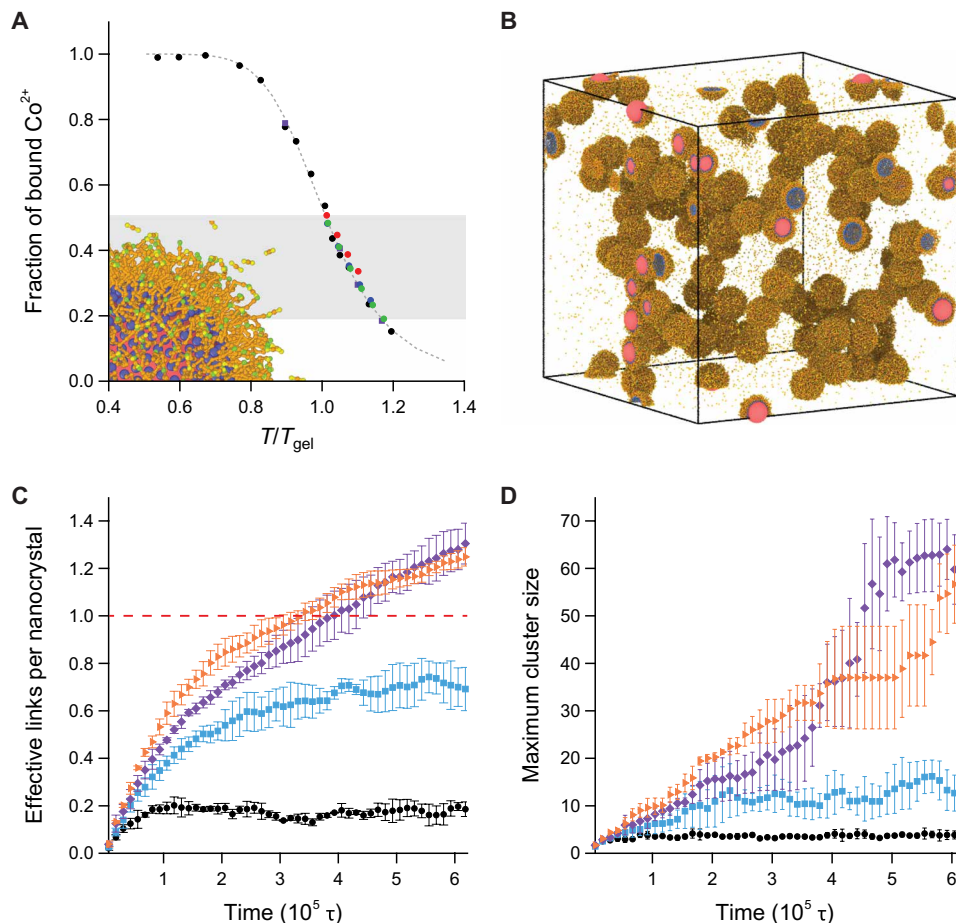 A
Fraction of bound Co²⁺
1.0
0.8
0.6
0.4
0.2
0.0
0.4 0.6 0.8 1.0 1.2 1.4
T/T_gel
B
C
Effective links per nanocrystal
1.4
1.2
1.0
0.8
0.6
0.4
0.2
0
1 2 3 4 5 6
Time (10⁵ τ)
D
Maximum cluster size
70
60
50
40
30
20
10
0
1 2 3 4 5 6
Time (10⁵ τ)